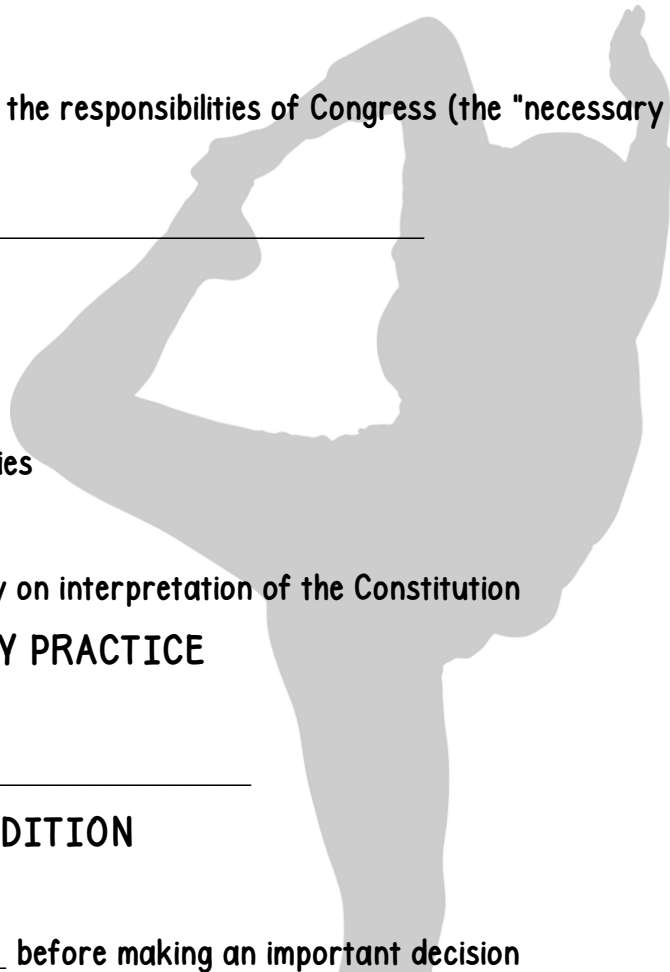 the responsibilities of Congress (the "necessary
ies
y on interpretation of the Constitution
Y PRACTICE
DITION
_ before making an important decision